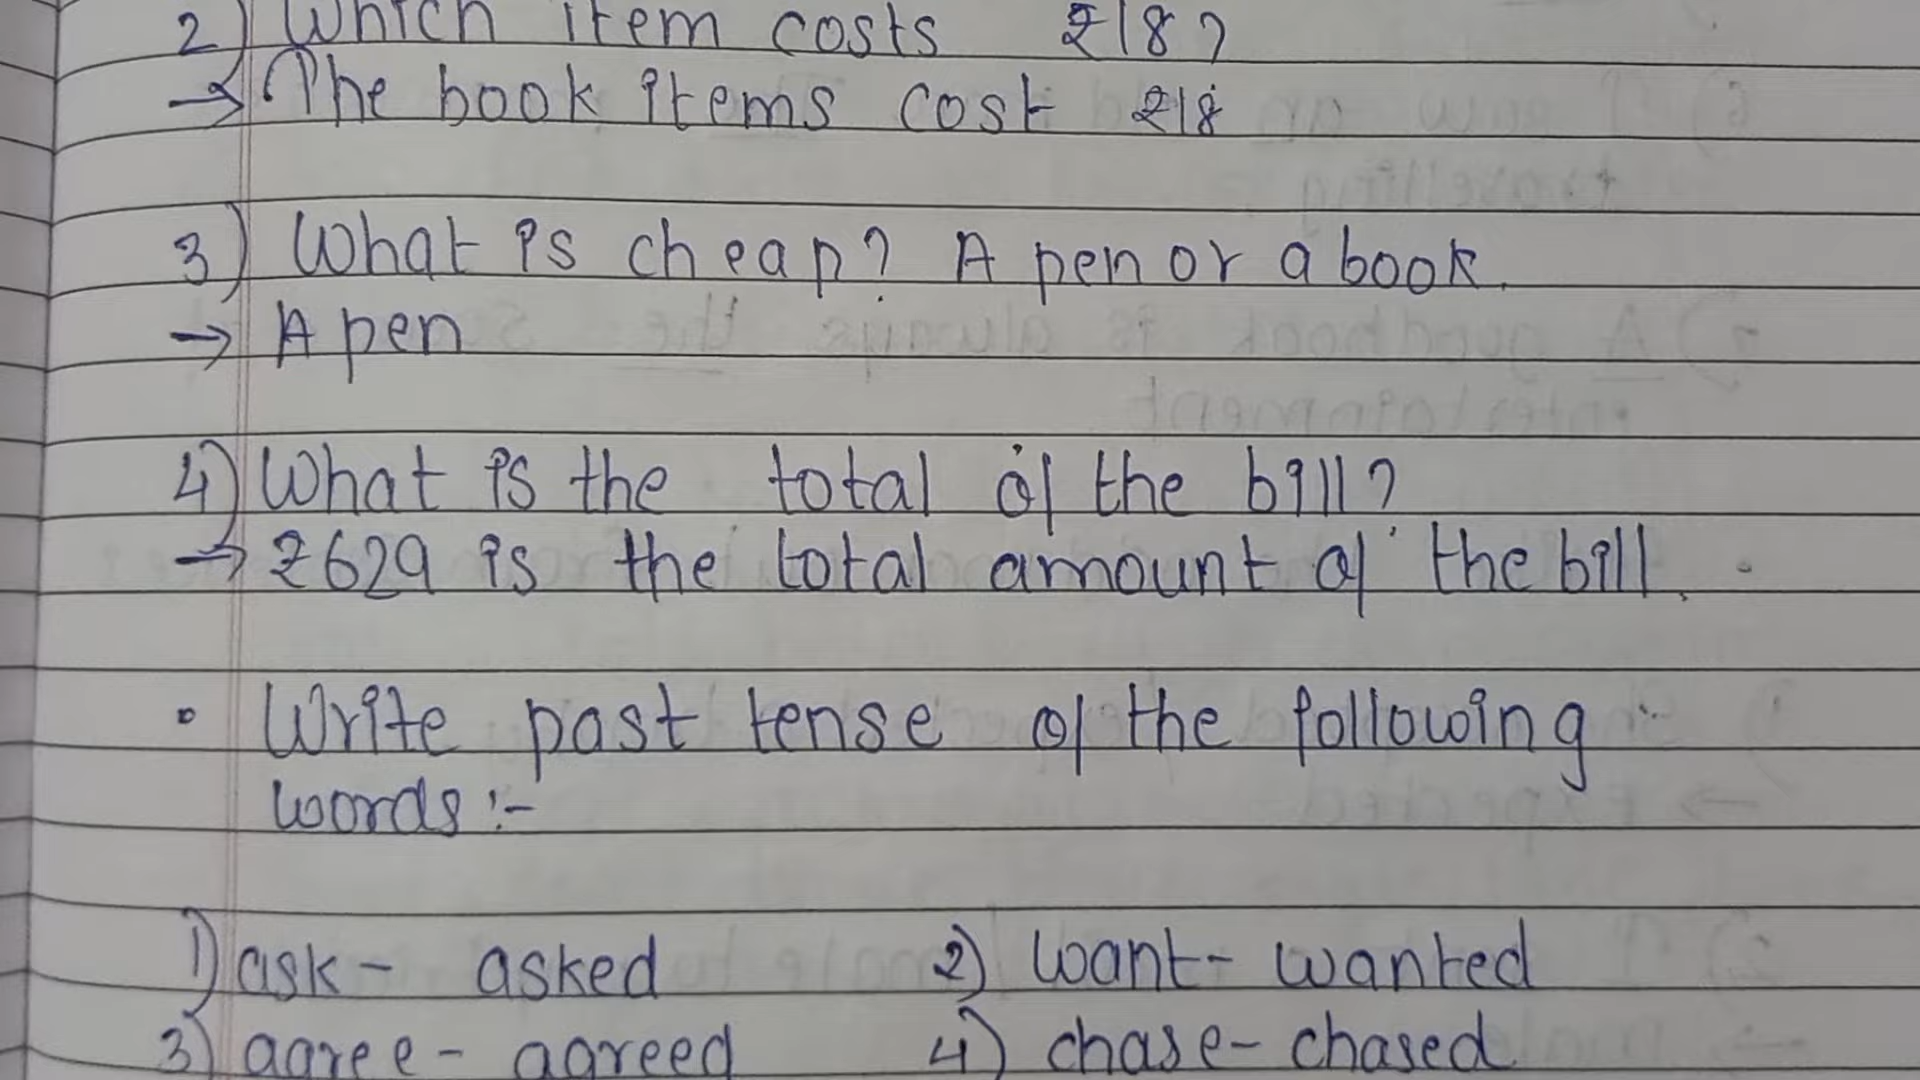 2) Which item costs ₹18?
→ The book items cost ₹18
3) What is cheap? A pen or a book.
→ A pen
4) What is the total of the bill?
→ ₹629 is the total amount of the bill.
• Write past tense of the following
words :-
1) ask - asked 2) want - wanted
3) agree - agreed 4) chase - chased